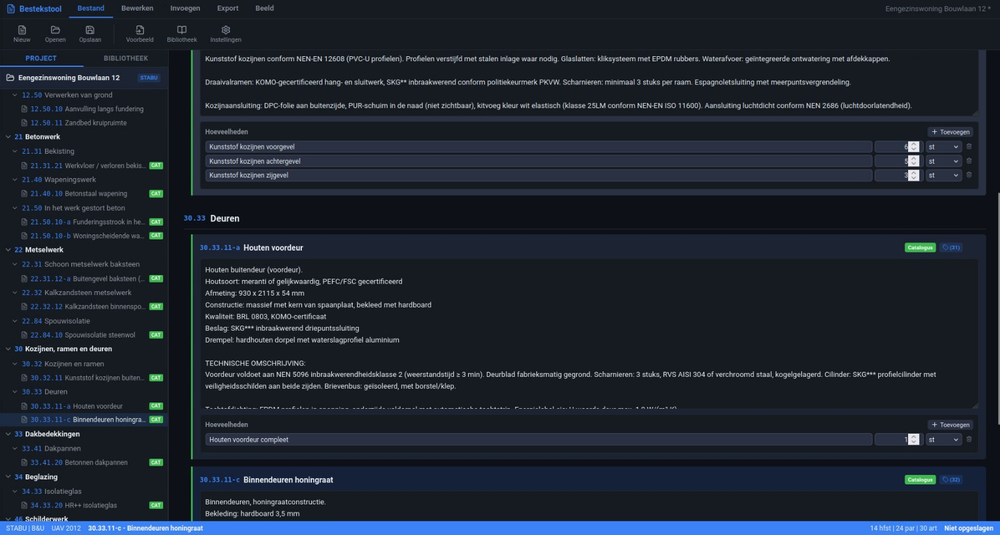 Bestekstool
Bestand
Bewerken
Invoegen
Export
Beeld
Eengezinswoning Bouwlaan 12 *
Nieuw
Openen
Opslaan
Voorbeeld
Bibliotheek
Instellingen
PROJECT
BIBLIOTHEEK
Eengezinswoning Bouwlaan 12 STABU
12.50 Verwerken van grond
12.50.10 Aanvulling langs fundering
12.50.11 Zandbed kruipruimte
21 Betonwerk
21.31 Bekisting
21.31.21 Werkvloer / verloren bekis... CAT
21.40 Wapeningswerk
21.40.10 Betonstaal wapening CAT
21.50 In het werk gestort beton
21.50.10-a Funderingsstrook in he... CAT
21.50.10-b Woningscheidende wa... CAT
22 Metselwerk
22.31 Schoon metselwerk baksteen
22.31.12-a Buitengevel baksteen (... CAT
22.32 Kalkzandsteen metselwerk
22.32.12 Kalkzandsteen binnenspo... CAT
22.84 Spouwisolatie
22.84.10 Spouwisolatie steenwol CAT
30 Kozijnen, ramen en deuren
30.32 Kozijnen en ramen
30.32.11 Kunststof kozijnen buiten... CAT
30.33 Deuren
30.33.11-a Houten voordeur CAT
30.33.11-c Binnendeuren honingra... CAT
33 Dakbedekkingen
33.41 Dakpannen
33.41.20 Betonnen dakpannen CAT
34 Beglazing
34.33 Isolatieglas
34.33.20 HR++ isolatieglas CAT
46 Schilderwerk
Kunststof kozijnen conform NEN-EN 12608 (PVC-U profielen). Profielen verstijfd met stalen inlage waar nodig. Glaslatten: kliksysteem met EPDM rubbers. Waterafvoer: geïntegreerde ontwatering met afdekkappen.
Draaivalramen: KOMO-gecertificeerd hang- en sluitwerk, SKG** inbraakwerend conform politiekeurmerk PKVW. Scharnieren: minimaal 3 stuks per raam. Espagnoletsluiting met meerpuntsvergrendeling.
Kozijnaansluiting: DPC-folie aan buitenzijde, PUR-schuim in de naad (niet zichtbaar), kitvoeg kleur wit elastisch (klasse 25LM conform NEN-EN ISO 11600). Aansluiting luchtdicht conform NEN 2686 (luchtdoorlatendheid).
Hoeveelheden
+ Toevoegen
Kunststof kozijnen voorgevel 6 st
Kunststof kozijnen achtergevel 5 st
Kunststof kozijnen zijgevel 3 st
30.33 Deuren
30.33.11-a Houten voordeur Catalogus (31)
Houten buitendeur (voordeur).
Houtsoort: meranti of gelijkwaardig, PEFC/FSC gecertificeerd
Afmeting: 930 x 2115 x 54 mm
Constructie: massief met kern van spaanplaat, bekleed met hardboard
Kwaliteit: BRL 0803, KOMO-certificaat
Beslag: SKG*** inbraakwerend driepuntssluiting
Drempel: hardhouten dorpel met waterslagprofiel aluminium
TECHNISCHE OMSCHRIJVING:
Voordeur voldoet aan NEN 5096 inbraakwerendheidsklasse 2 (weerstandstijd ≥ 3 min). Deurblad fabrieksmatig gegrond. Scharnieren: 3 stuks, RVS AISI 304 of verchroomd staal, kogelgelagerd. Cilinder: SKG*** profielcilinder met
veiligheidsschilden aan beide zijden. Brievenbus: geïsoleerd, met borstel/klep.
Hoeveelheden
+ Toevoegen
Houten voordeur compleet 1 st
30.33.11-c Binnendeuren honingraat Catalogus (32)
Binnendeuren, honingraatconstructie.
Bekleding: hardboard 3,5 mm
STABU | B&U UAV 2012 30.33.11-c - Binnendeuren honingraat
14 hfst | 24 par | 30 art Niet opgeslagen